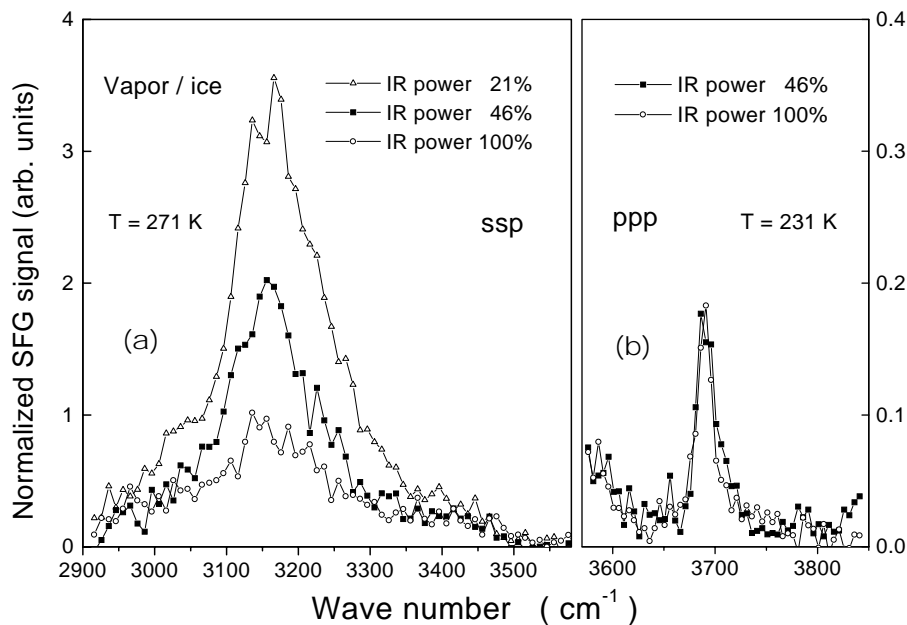 Normalized SFG signal (arb. units)
4
3
2
1
0
Vapor / ice
IR power 21%
IR power 46%
IR power 100%
T = 271 K
ssp
(a)
2900 3000 3100 3200 3300 3400 3500
IR power 46%
IR power 100%
ppp
T = 231 K
(b)
0.4
0.3
0.2
0.1
0.0
3600 3700 3800
Wave number ( cm-1)